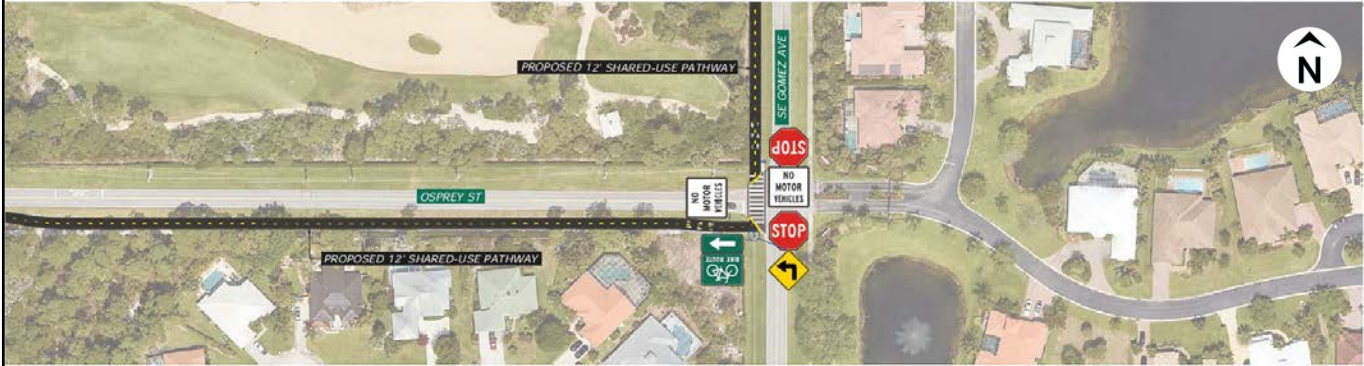 PROPOSED 12' SHARED-USE PATHWAY
SE GOMEZ AVE
N
STOP
NO
MOTOR
VEHICLES
NO
MOTOR
VEHICLES
OSPREY ST
STOP
BIKE ROUTE
PROPOSED 12' SHARED-USE PATHWAY